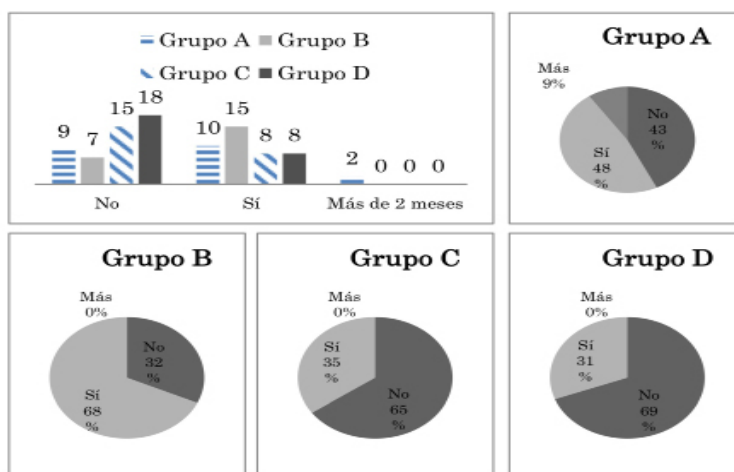 Grupo A Grupo B
Grupo C Grupo D
9 7 15 18
10 15 8 8
2 0 0 0
No Sí Más de 2 meses
Grupo A
Más
9%
No
43
%
Sí
48
%
Grupo B
Más
0%
No
32
%
Sí
68
%
Grupo C
Más
0%
Sí
35
%
No
65
%
Grupo D
Más
0%
Sí
31
%
No
69
%